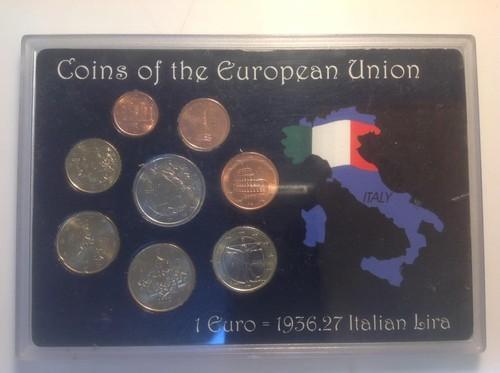 Coins of the European Union
ITALY
1 Euro = 1936.27 Italian Lira